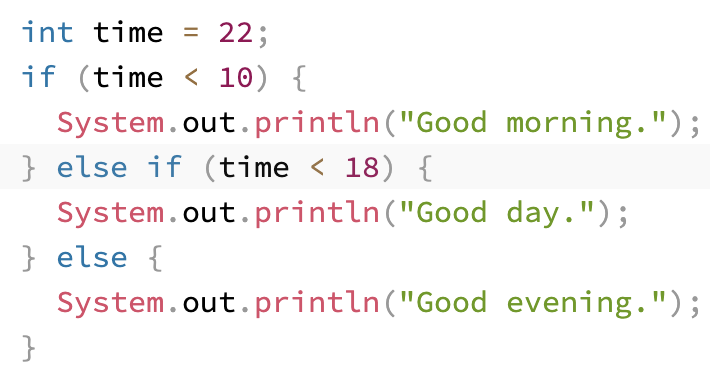 int time = 22;
if (time < 10) {
  System.out.println("Good morning.");
} else if (time < 18) {
  System.out.println("Good day.");
} else {
  System.out.println("Good evening.");
}